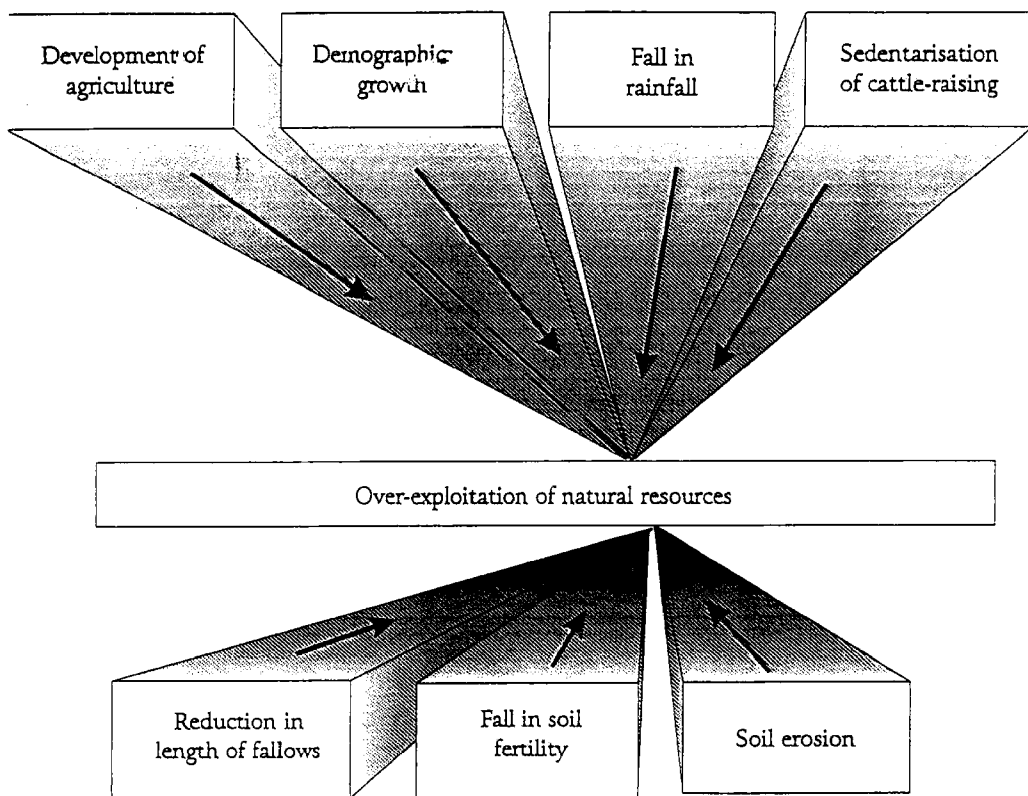 Development of
agriculture
Demographic
growth
Fall in
rainfall
Sedentarisation
of cattle-raising
Over-exploitation of natural resources
Reduction in
length of fallows
Fall in soil
fertility
Soil erosion